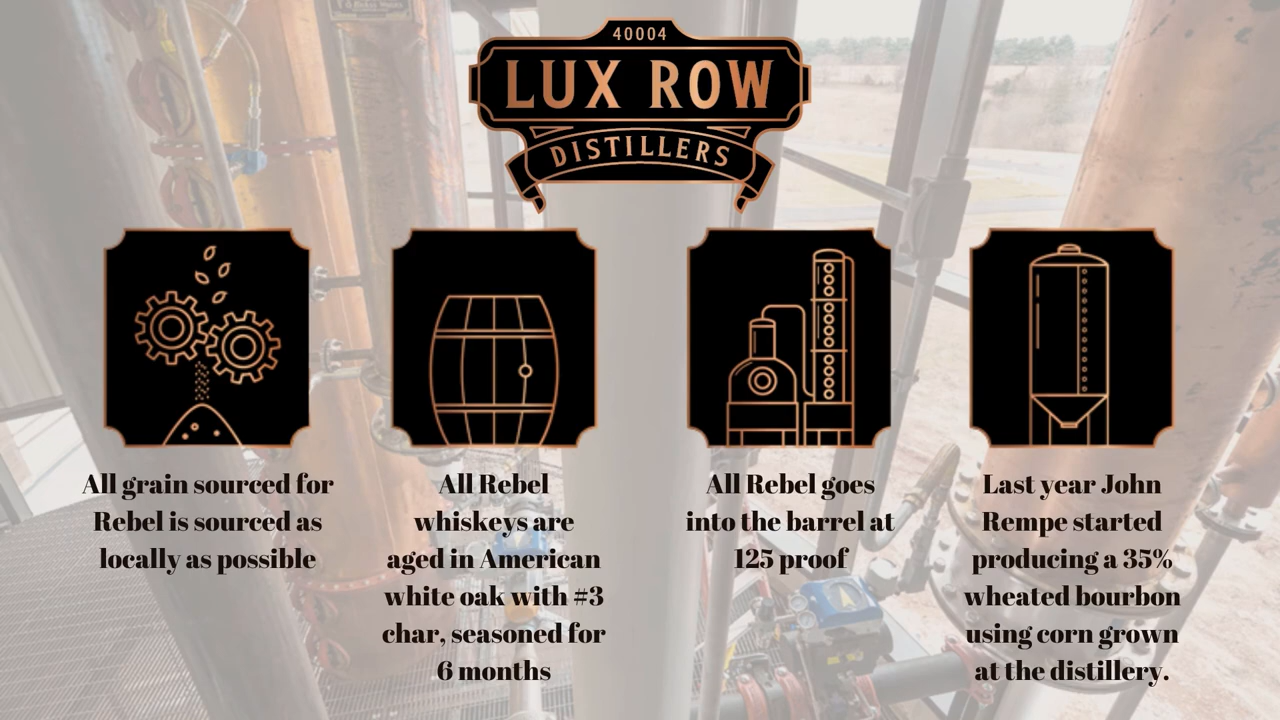 40004
LUX ROW
DISTILLERS
All grain sourced for
Rebel is sourced as
locally as possible
All Rebel
whiskeys are
aged in American
white oak with #3
char, seasoned for
6 months
All Rebel goes
into the barrel at
125 proof
Last year John
Rempe started
producing a 35%
wheated bourbon
using corn grown
at the distillery.